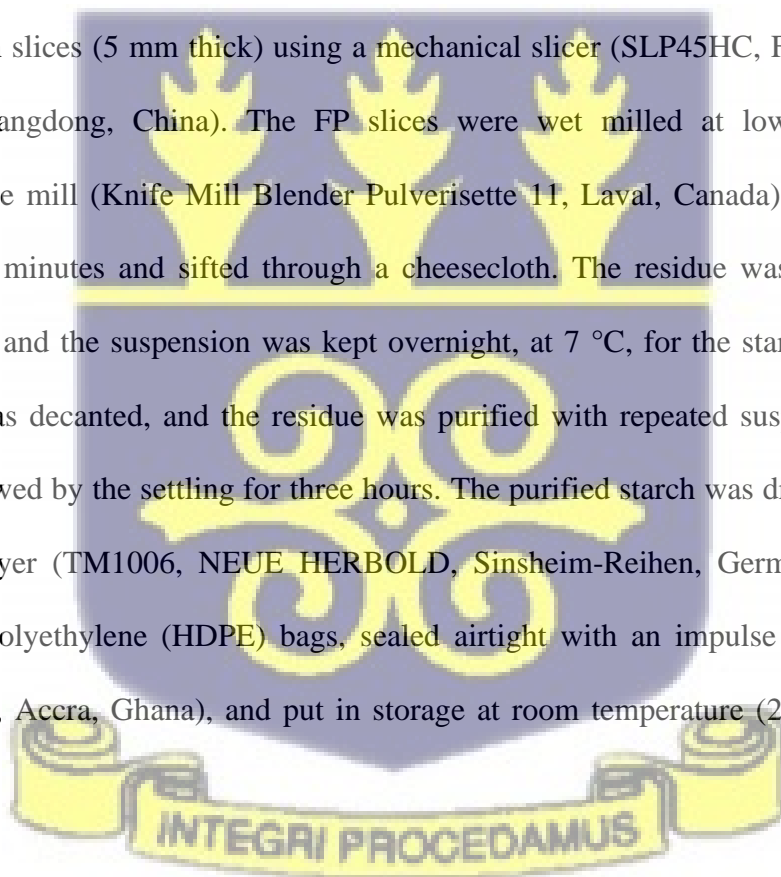 slices (5 mm thick) using a mechanical slicer (SLP45HC,
angdong, China). The FP slices were wet milled at low
e mill (Knife Mill Blender Pulverisette 11, Laval, Canada)
minutes and sifted through a cheesecloth. The residue was
and the suspension was kept overnight, at 7 °C, for the star
as decanted, and the residue was purified with repeated sus
wed by the settling for three hours. The purified starch was d
yer (TM1006, NEUE HERBOLD, Sinsheim-Reihen, Germ
olyethylene (HDPE) bags, sealed airtight with an impulse
, Accra, Ghana), and put in storage at room temperature (2
INTEGRI PROCEDAMUS